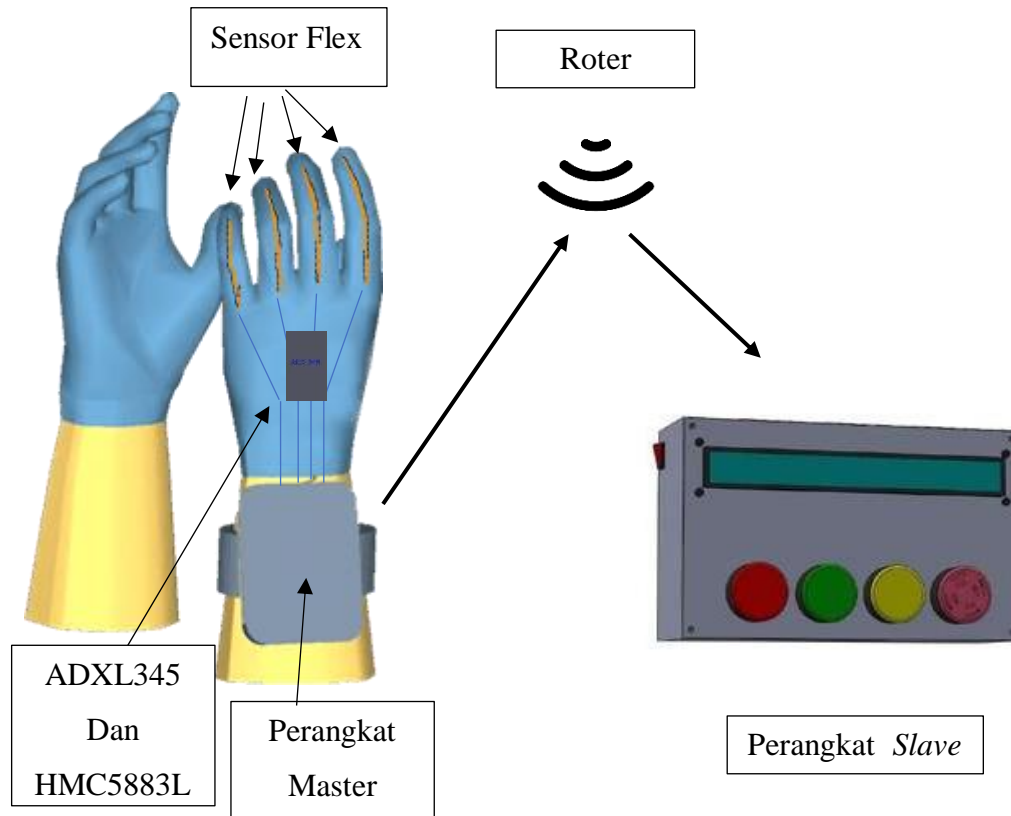 Sensor Flex
Roter
ADXL345
Dan
HMC5883L
Perangkat
Master
Perangkat Slave